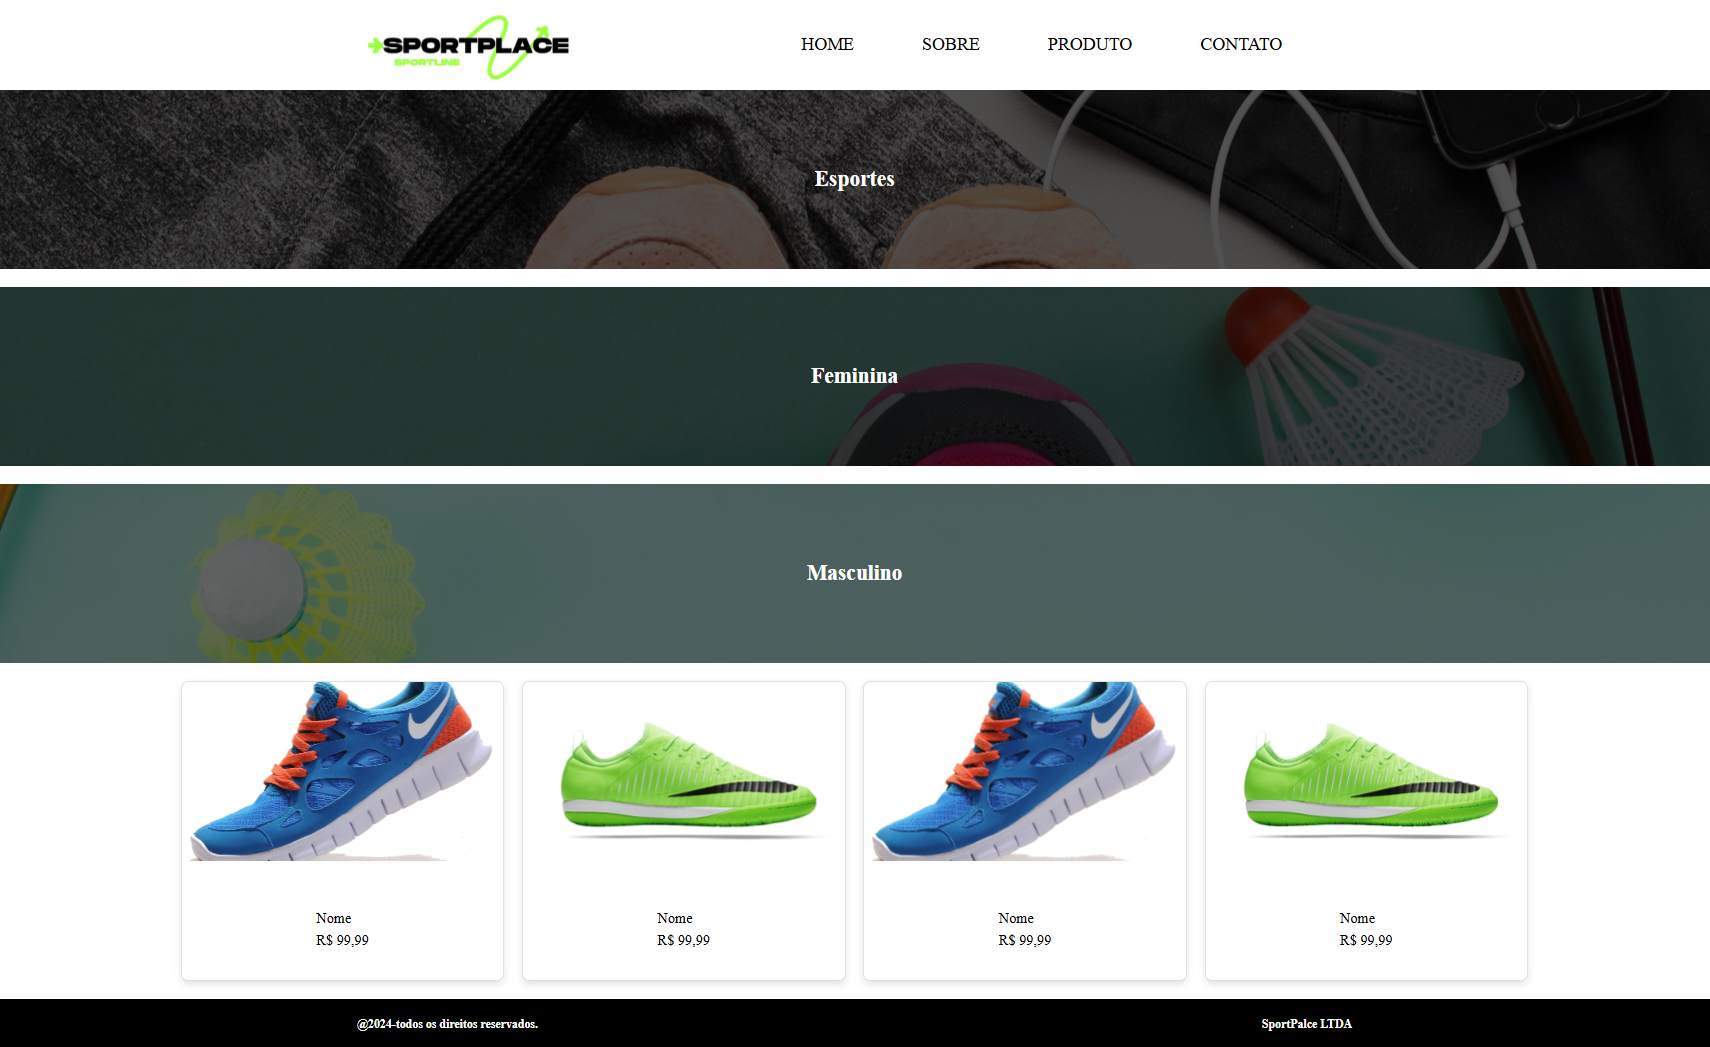 SPORTPLACE
SPORTLINE
HOME SOBRE PRODUTO CONTATO
Esportes
Feminina
Masculino
Nome Nome Nome Nome
R$ 99,99 R$ 99,99 R$ 99,99 R$ 99,99
@2024-todos os direitos reservados. SportPalce LTDA